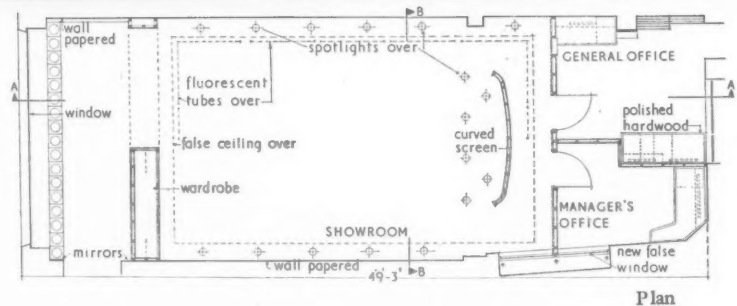 wall
papered
B
spotlights over
GENERAL OFFICE
A
A
fluorescent
tubes over
window
polished
hardwood
false ceiling over
curved
screen
wardrobe
MANAGER'S
OFFICE
SHOWROOM
mirrors
wall papered
B
new false
window
49'-3"
Plan